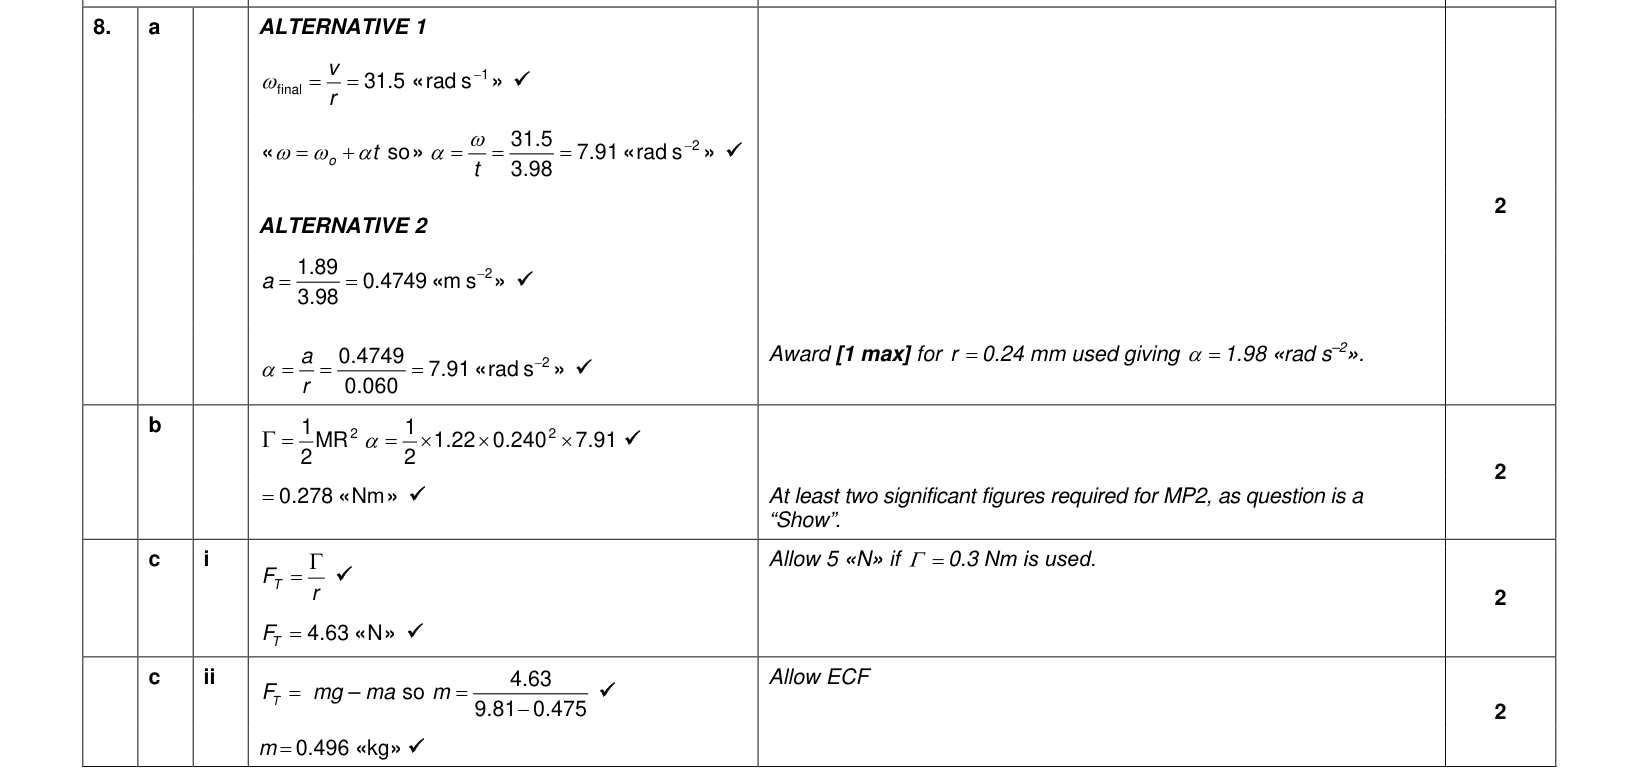 8. a ALTERNATIVE 1
ω_final = v/r = 31.5 «rad s⁻¹» ✓
«ω = ω_o + αt so» α = ω/t = 31.5/3.98 = 7.91 «rad s⁻²» ✓
ALTERNATIVE 2
a = 1.89/3.98 = 0.4749 «m s⁻²» ✓
α = a/r = 0.4749/0.060 = 7.91 «rad s⁻²» ✓
Award [1 max] for r = 0.24 mm used giving α = 1.98 «rad s⁻²».
2
b Γ = 1/2 MR² α = 1/2 × 1.22 × 0.240² × 7.91 ✓
= 0.278 «Nm» ✓
At least two significant figures required for MP2, as question is a
“Show”.
2
c i F_T = Γ/r ✓
F_T = 4.63 «N» ✓
Allow 5 «N» if Γ = 0.3 Nm is used.
2
c ii F_T = mg – ma so m = 4.63/(9.81–0.475) ✓
m = 0.496 «kg» ✓
Allow ECF
2